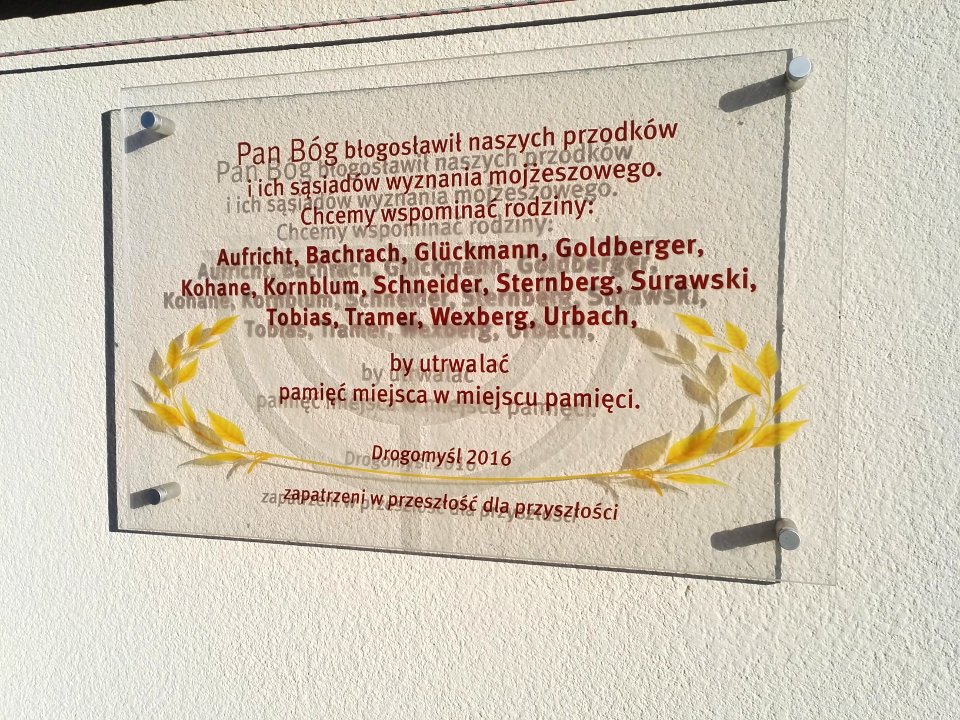 Pan Bóg błogosławił naszych przodków
i ich sąsiadów wyznania mojżeszowego.
Chcemy wspominać rodziny:
Aufricht, Bachrach, Glückmann, Goldberger,
Kohane, Kornblum, Schneider, Sternberg, Surawski,
Tobias, Tramer, Wexberg, Urbach,
by utrwalać
pamięć miejsca w miejscu pamięci.
Drogomyśl 2016
zapatrzeni w przeszłość dla przyszłości